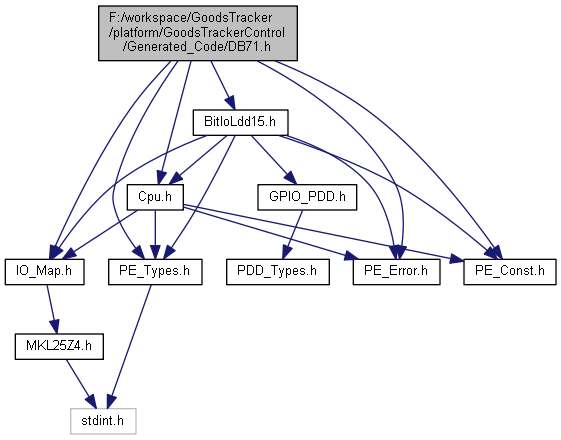 F:/workspace/GoodsTracker
/platform/GoodsTrackerControl
/Generated_Code/DB71.h
BitIoLdd15.h
Cpu.h
GPIO_PDD.h
IO_Map.h
PE_Types.h
PDD_Types.h
PE_Error.h
PE_Const.h
MKL25Z4.h
stdint.h